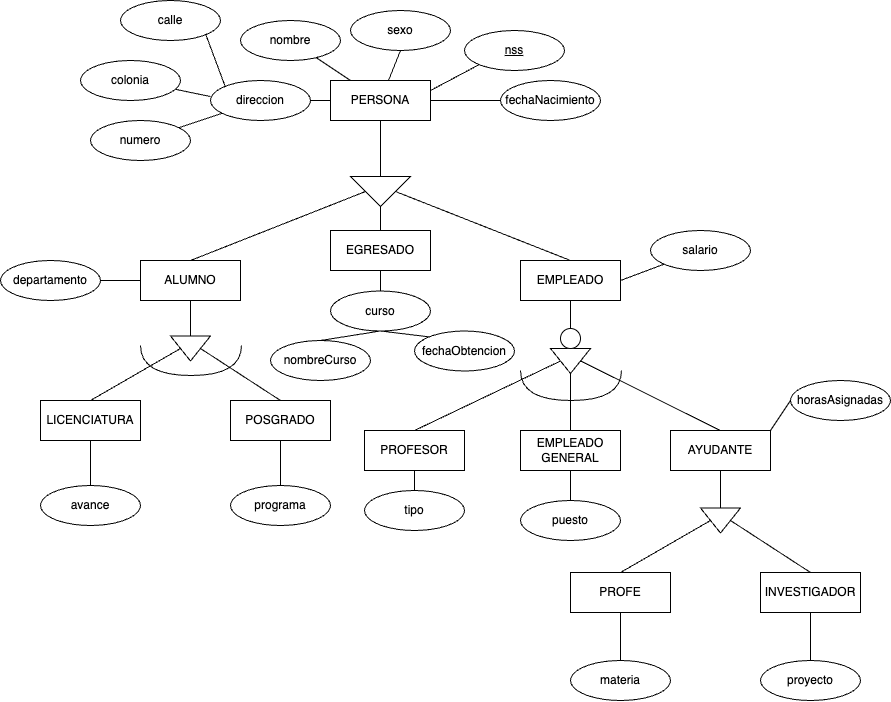 calle
nombre
sexo
nss
colonia
direccion
PERSONA
fechaNacimiento
numero
EGRESADO
salario
departamento
ALUMNO
EMPLEADO
curso
nombreCurso
fechaObtencion
horasAsignadas
LICENCIATURA
POSGRADO
PROFESOR
EMPLEADO
GENERAL
AYUDANTE
avance
programa
tipo
puesto
PROFE
INVESTIGADOR
materia
proyecto